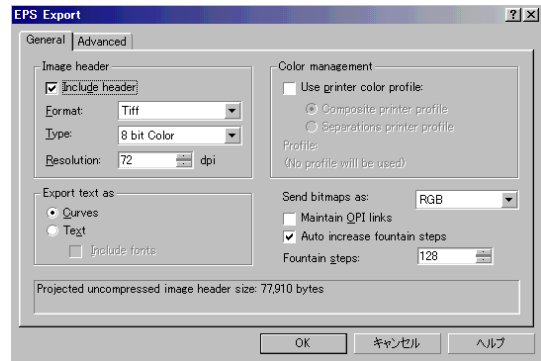 EPS Export
General
Advanced
Image header
Include header
Format: Tiff
Type: 8 bit Color
Resolution: 72 dpi
Export text as
Curves
Text
Include fonts
Color management
Use printer color profile:
Composite printer profile
Separations printer profile
Profile:
(No profile will be used)
Send bitmaps as: RGB
Maintain OPI links
Auto increase fountain steps
Fountain steps: 128
Projected uncompressed image header size: 77,910 bytes
OK
キャンセル
ヘルプ